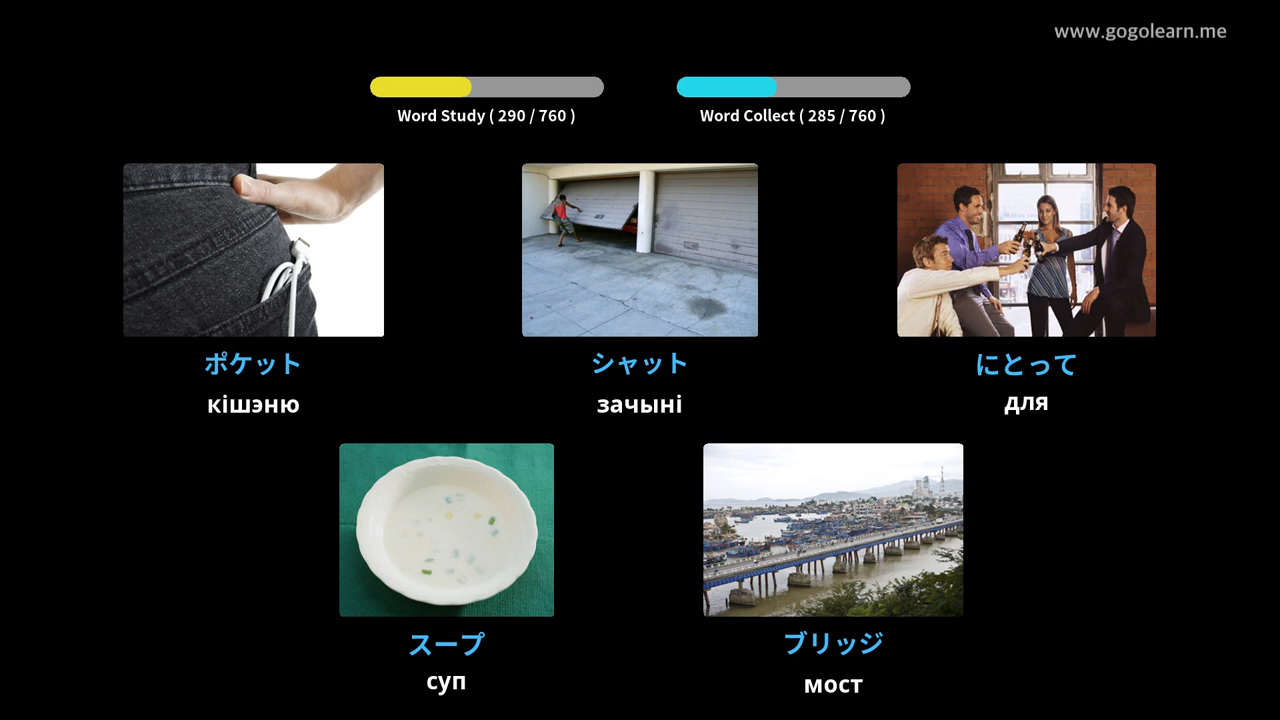 www.gogolearn.me
Word Study ( 290 / 760 )
Word Collect ( 285 / 760 )
ポケット
кішэню
シャット
зачыні
にとって
для
スープ
суп
ブリッジ
мост